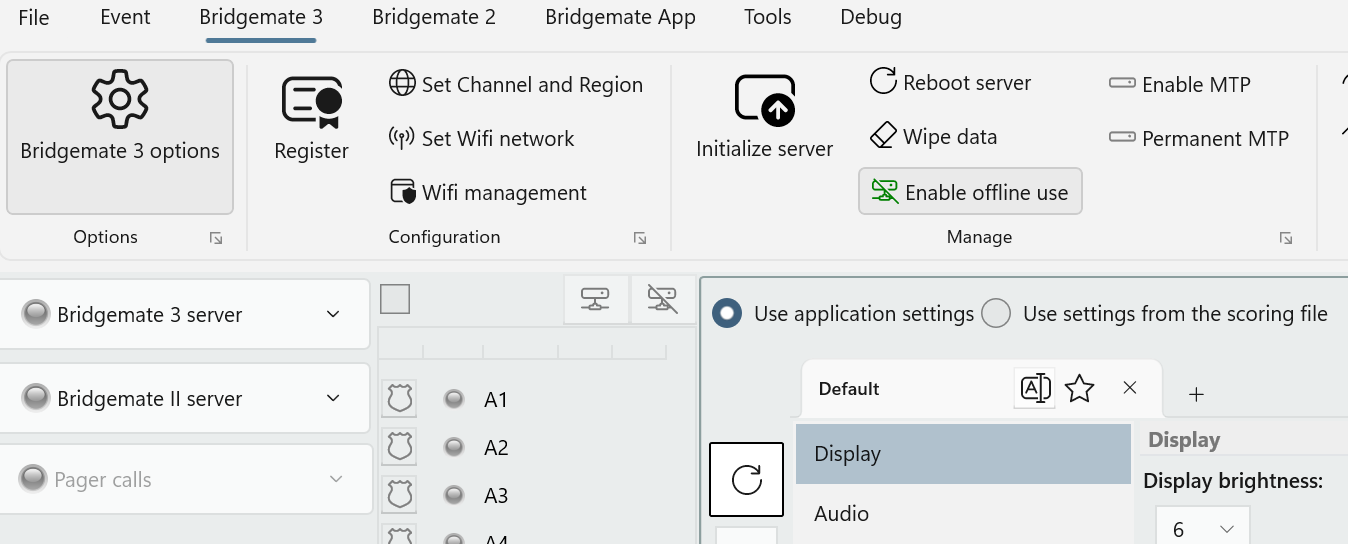 File Event Bridgemate 3 Bridgemate 2 Bridgemate App Tools Debug
Bridgemate 3 options
Options
Register
Set Channel and Region
Set Wifi network
Wifi management
Configuration
Initialize server
Reboot server
Wipe data
Enable offline use
Enable MTP
Permanent MTP
Manage
Bridgemate 3 server
Bridgemate II server
Pager calls
A1
A2
A3
A4
Use application settings Use settings from the scoring file
Default
Display
Audio
Display
Display brightness:
6